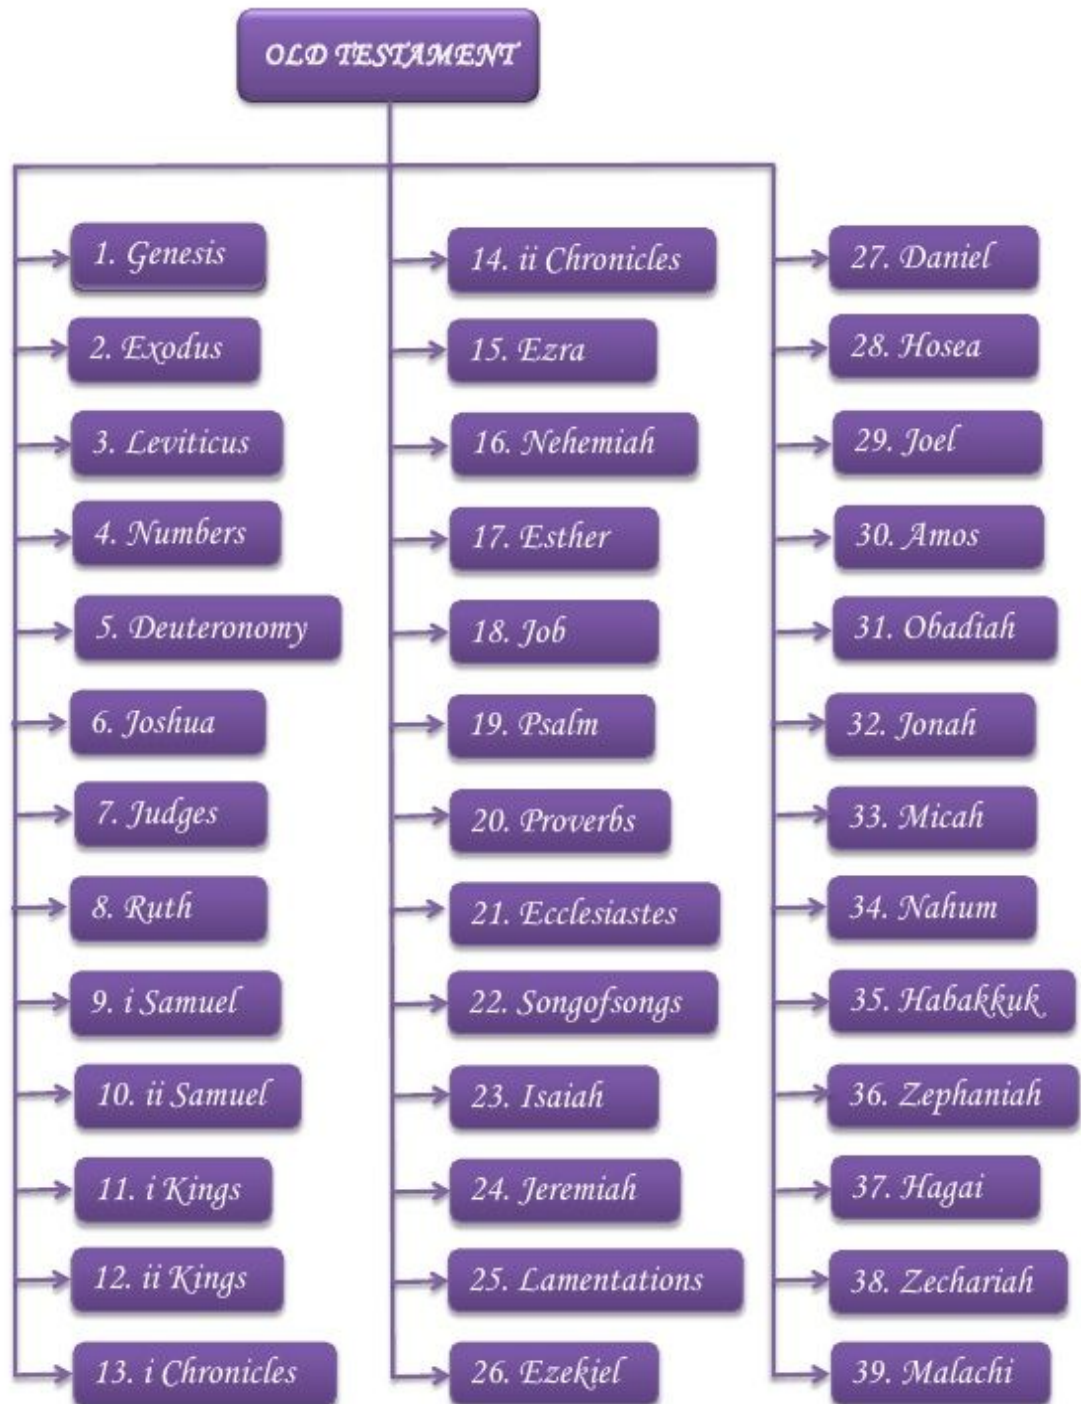 OLD TESTAMENT
1. Genesis
2. Exodus
3. Leviticus
4. Numbers
5. Deuteronomy
6. Joshua
7. Judges
8. Ruth
9. i Samuel
10. ii Samuel
11. i Kings
12. ii Kings
13. i Chronicles
14. ii Chronicles
15. Ezra
16. Nehemiah
17. Esther
18. Job
19. Psalm
20. Proverbs
21. Ecclesiastes
22. Songofsongs
23. Isaiah
24. Jeremiah
25. Lamentations
26. Ezekiel
27. Daniel
28. Hosea
29. Joel
30. Amos
31. Obadiah
32. Jonah
33. Micah
34. Nahum
35. Habakkuk
36. Zephaniah
37. Hagai
38. Zechariah
39. Malachi